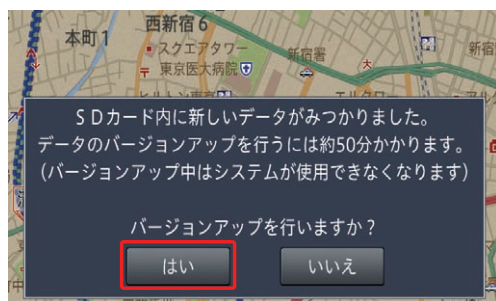 本町1
西新宿6
スクエアタワー
東京医大病院
新宿署
新宿
SDカード内に新しいデータがみつかりました。
データのバージョンアップを行うには約50分かかります。
(バージョンアップ中はシステムが使用できなくなります)
バージョンアップを行いますか?
はい
いいえ